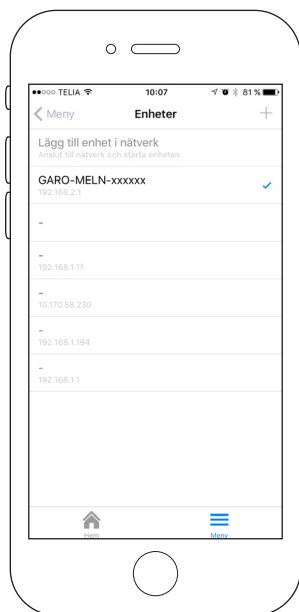 TELIA 10:07 81 %
Meny Enheter
Lägg till enhet i nätverk
Anslut till nätverk och starta enheten
GARO-MELN-xxxxxx
192.168.2.1
-
-
192.168.1.11
-
10.170.58.230
-
192.168.1.194
-
192.168.1.1
Hem Meny